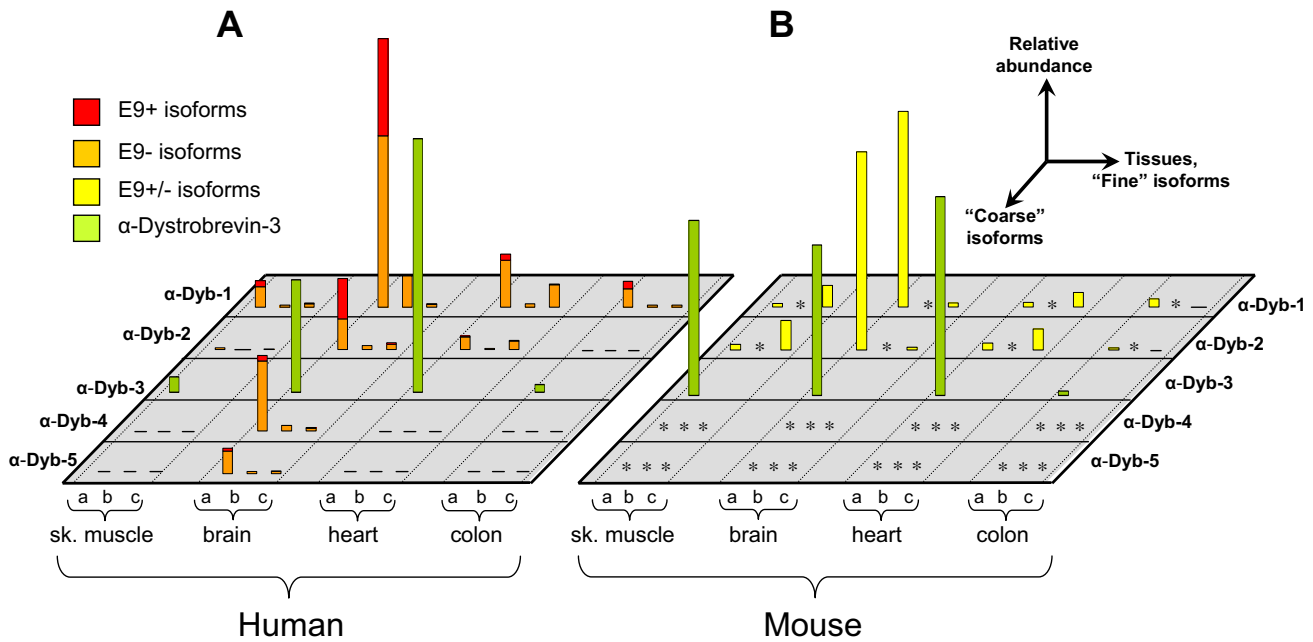 A
B
Relative
abundance
Tissues,
“Fine” isoforms
“Coarse”
isoforms
E9+ isoforms
E9- isoforms
E9+/- isoforms
α-Dystrobrevin-3
α-Dyb-1
α-Dyb-2
α-Dyb-3
α-Dyb-4
α-Dyb-5
α-Dyb-1
* * * *
α-Dyb-2
* * * *
α-Dyb-3
α-Dyb-4
* * * * * * * * * * * *
α-Dyb-5
* * * * * * * * * * * *
a b c a b c a b c a b c
a b c a b c a b c a b c
sk. muscle brain heart colon
sk. muscle brain heart colon
Human
Mouse